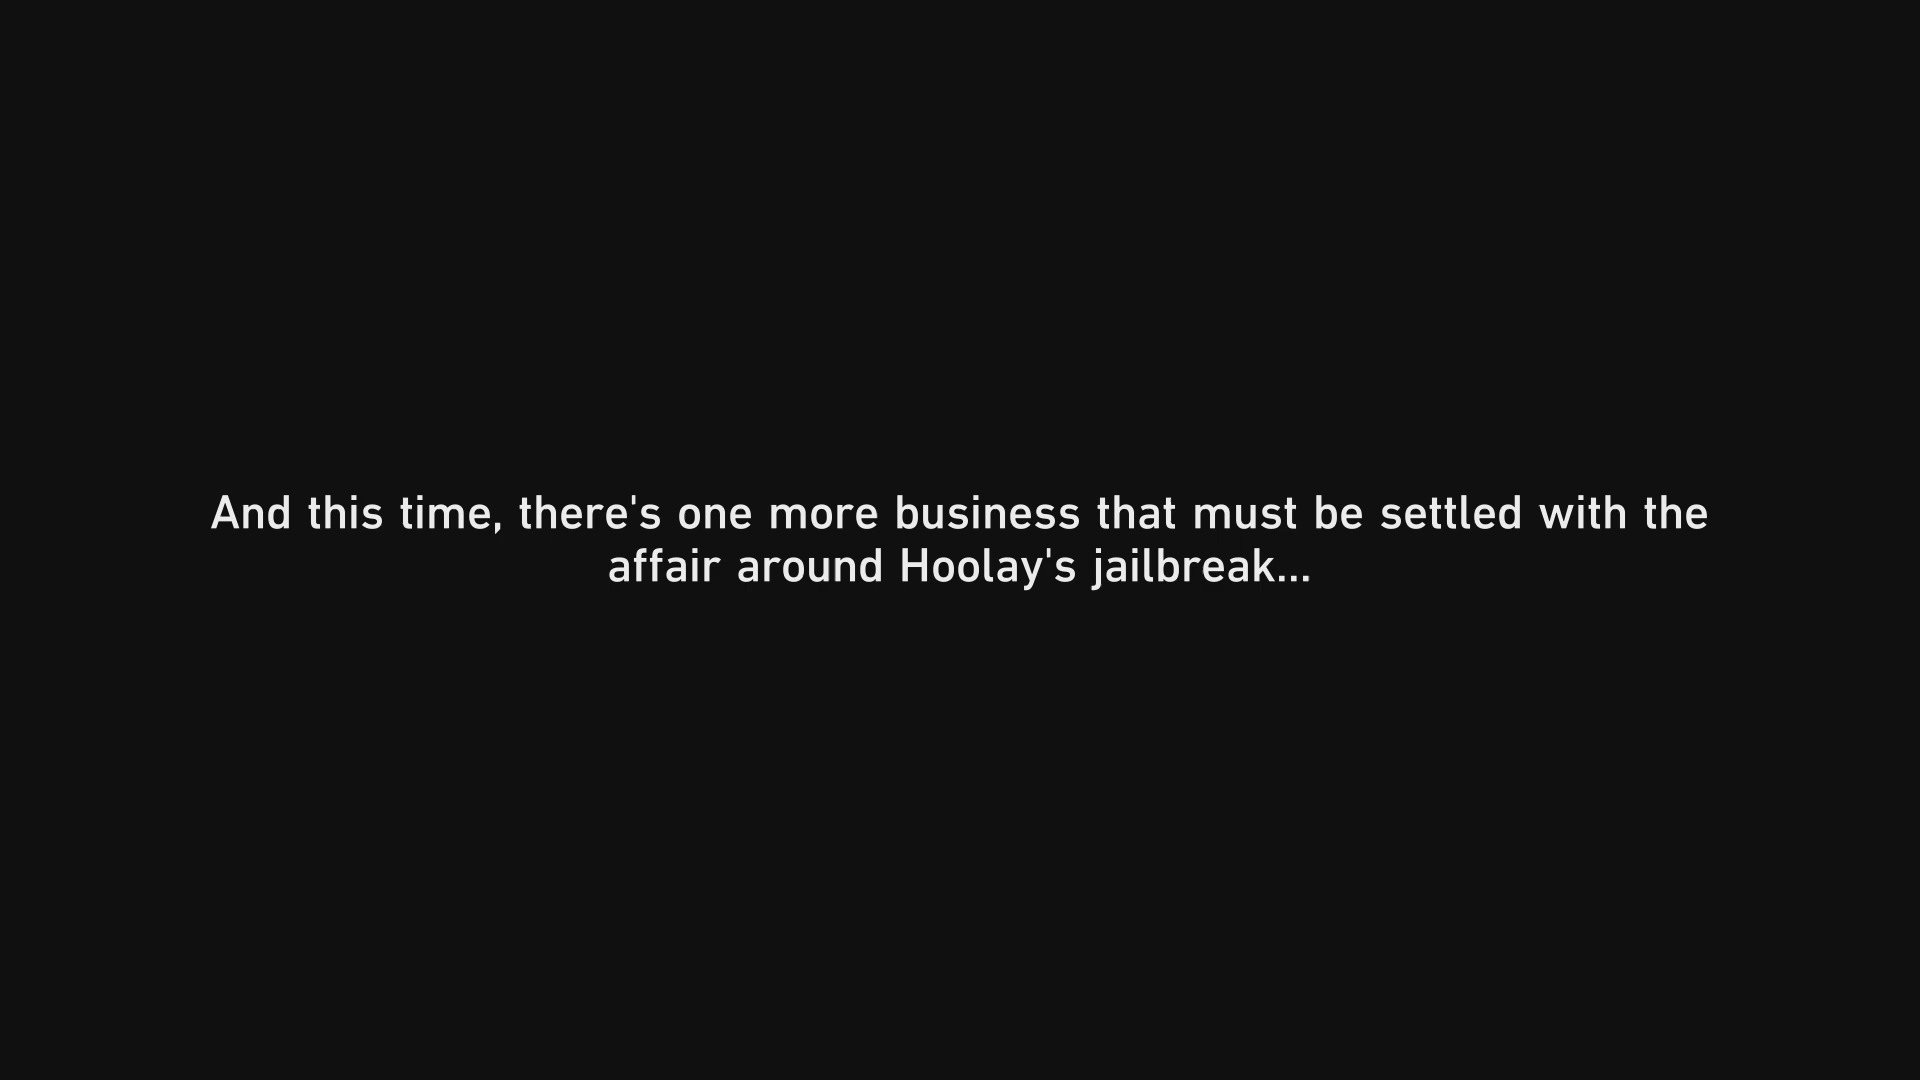 And this time, there's one more business that must be settled with the
affair around Hoolay's jailbreak...